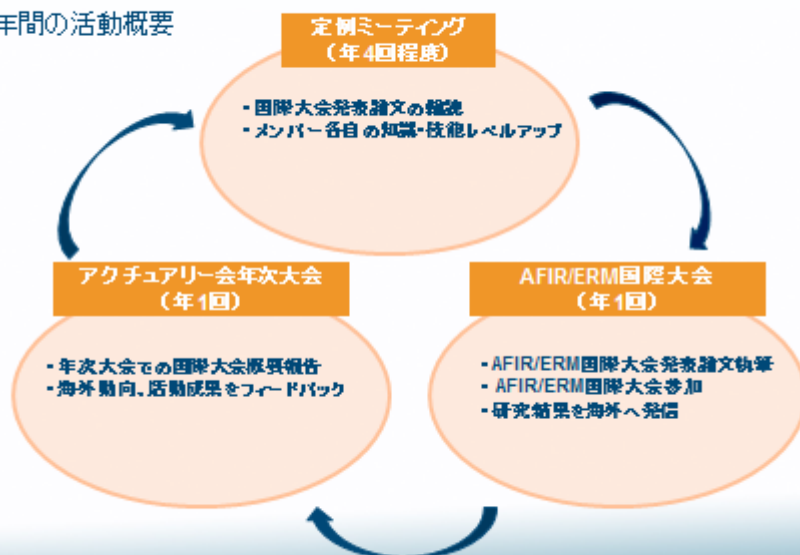 年間の活動概要
定例ミーティング
(年4回程度)
・国際大会発表論文の輪読
・メンバー各自の知識・技能レベルアップ
アクチュアリー会年次大会
(年1回)
・年次大会での国際大会概要報告
・海外動向、活動成果をフィードバック
AFIR/ERM国際大会
(年1回)
・AFIR/ERM国際大会発表論文執筆
・AFIR/ERM国際大会参加
・研究結果を海外へ発信